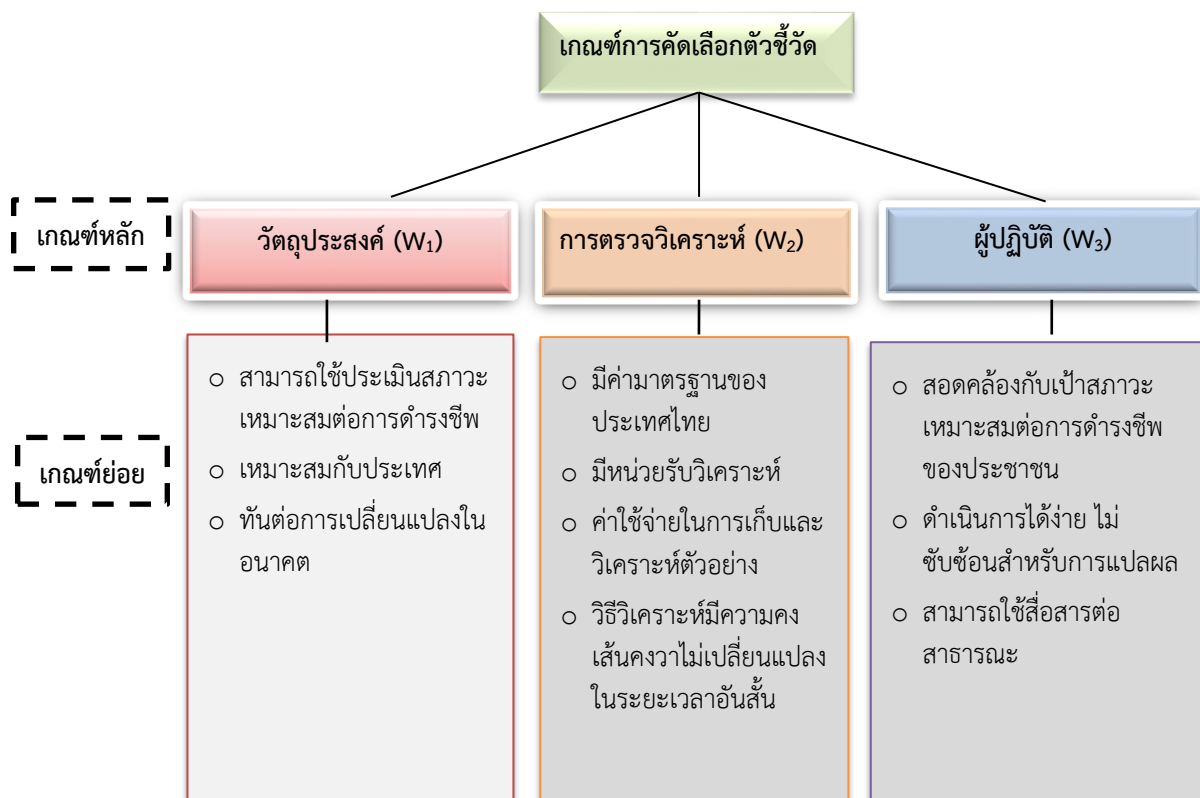 เกณฑ์การคัดเลือกตัวชี้วัด
เกณฑ์หลัก
วัตถุประสงค์ (W₁)
การตรวจวิเคราะห์ (W₂)
ผู้ปฏิบัติ (W₃)
เกณฑ์ย่อย
o สามารถใช้ประเมินสภาวะ
เหมาะสมต่อการดำรงชีพ
o เหมาะสมกับประเทศ
o ทันต่อการเปลี่ยนแปลงใน
อนาคต
o มีค่ามาตรฐานของ
ประเทศไทย
o มีหน่วยรับวิเคราะห์
o ค่าใช้จ่ายในการเก็บและ
วิเคราะห์ตัวอย่าง
o วิธีวิเคราะห์มีความคง
เส้นคงวาไม่เปลี่ยนแปลง
ในระยะเวลาอันสั้น
o สอดคล้องกับเป้าสภาวะ
เหมาะสมต่อการดำรงชีพ
ของประชาชน
o ดำเนินการได้ง่าย ไม่
ซับซ้อนสำหรับการแปลผล
o สามารถใช้สื่อสารต่อ
สาธารณะ